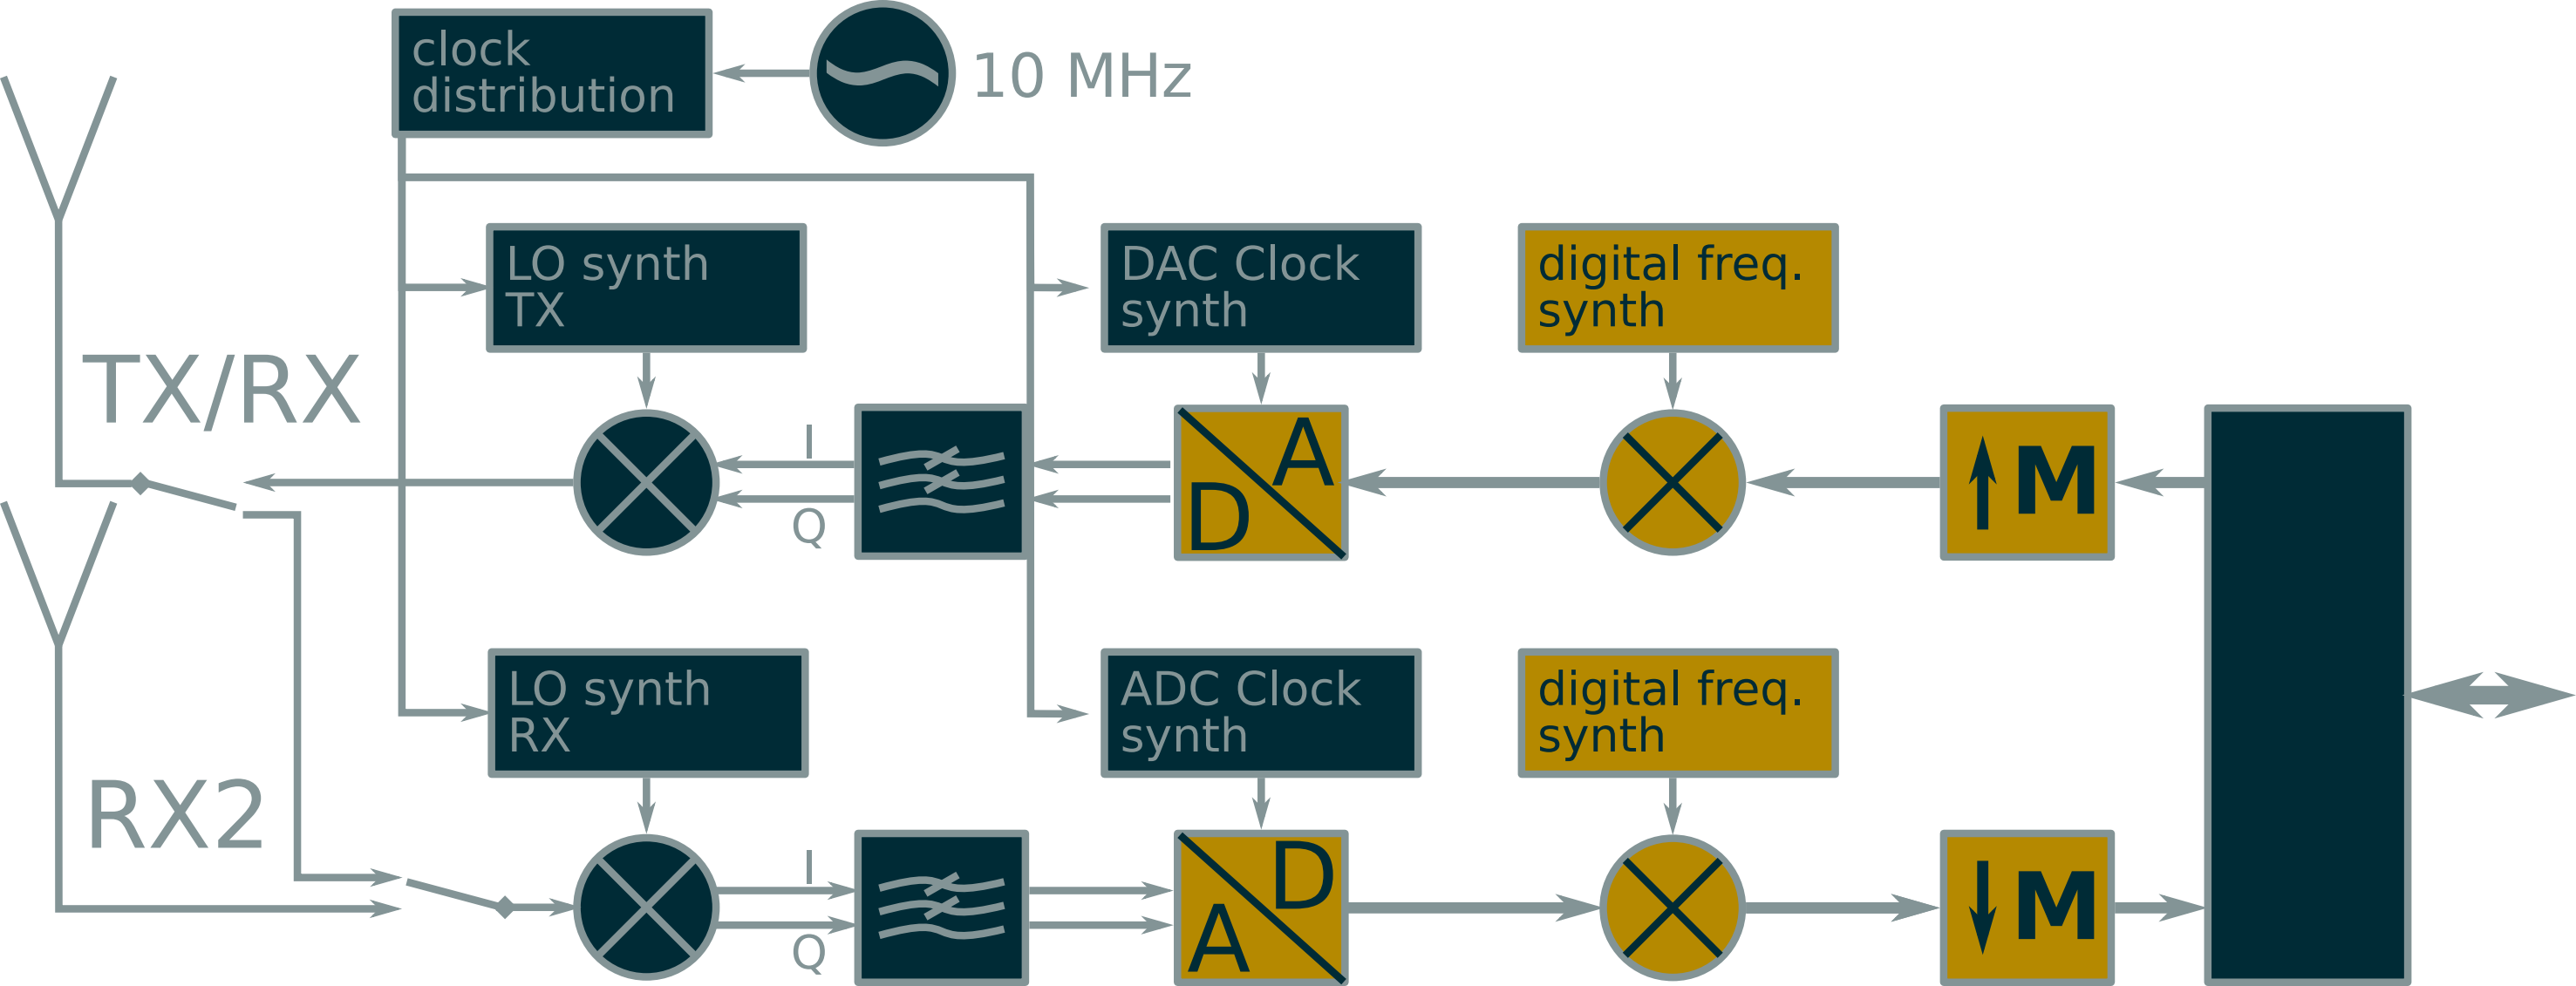 clock
distribution
10 MHz
LO synth
TX
DAC Clock
synth
digital freq.
synth
TX/RX
I
Q
A
D
M
LO synth
RX
ADC Clock
synth
digital freq.
synth
RX2
I
Q
D
A
M